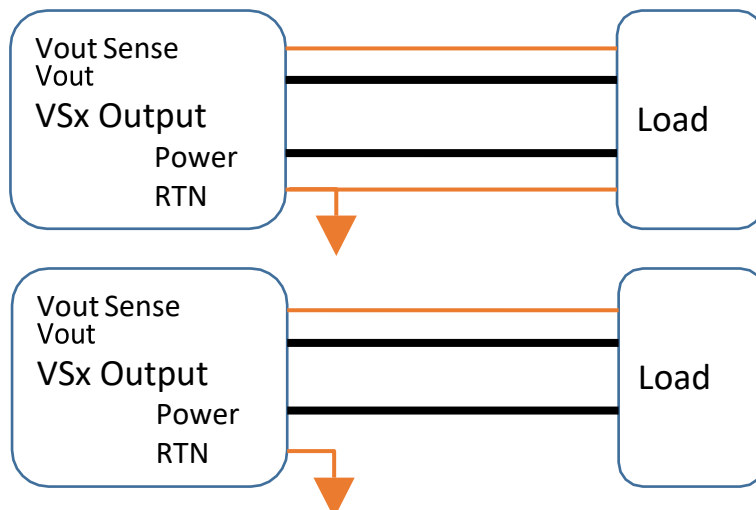 Vout Sense
Vout
VSx Output
Power
RTN
Load
Vout Sense
Vout
VSx Output
Power
RTN
Load